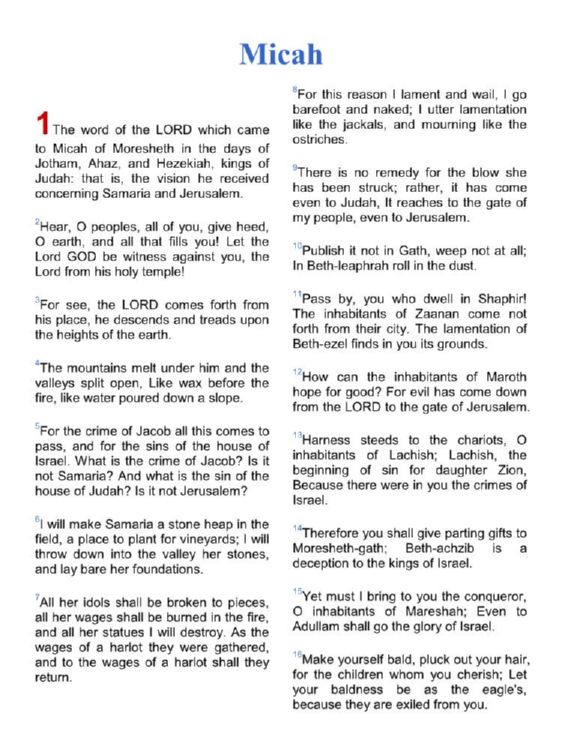 Micah
1 The word of the LORD which came
to Micah of Moresheth in the days of
Jotham, Ahaz, and Hezekiah, kings of
Judah: that is, the vision he received
concerning Samaria and Jerusalem.
2Hear, O peoples, all of you, give heed,
O earth, and all that fills you! Let the
Lord GOD be witness against you, the
Lord from his holy temple!
3For see, the LORD comes forth from
his place, he descends and treads upon
the heights of the earth.
4The mountains melt under him and the
valleys split open, Like wax before the
fire, like water poured down a slope.
5For the crime of Jacob all this comes to
pass, and for the sins of the house of
Israel. What is the crime of Jacob? Is it
not Samaria? And what is the sin of the
house of Judah? Is it not Jerusalem?
6I will make Samaria a stone heap in the
field, a place to plant for vineyards; I will
throw down into the valley her stones,
and lay bare her foundations.
7All her idols shall be broken to pieces,
all her wages shall be burned in the fire,
and all her statues I will destroy. As the
wages of a harlot they were gathered,
and to the wages of a harlot shall they
return.
8For this reason I lament and wail, I go
barefoot and naked; I utter lamentation
like the jackals, and mourning like the
ostriches.
9There is no remedy for the blow she
has been struck; rather, it has come
even to Judah, It reaches to the gate of
my people, even to Jerusalem.
10Publish it not in Gath, weep not at all;
In Beth-leaphrah roll in the dust.
11Pass by, you who dwell in Shaphir!
The inhabitants of Zaanan come not
forth from their city. The lamentation of
Beth-ezel finds in you its grounds.
12How can the inhabitants of Maroth
hope for good? For evil has come down
from the LORD to the gate of Jerusalem.
13Harness steeds to the chariots, O
inhabitants of Lachish; Lachish, the
beginning of sin for daughter Zion,
Because there were in you the crimes of
Israel.
14Therefore you shall give parting gifts to
Moresheth-gath; Beth-achzib is a
deception to the kings of Israel.
15Yet must I bring to you the conqueror,
O inhabitants of Mareshah; Even to
Adullam shall go the glory of Israel.
16Make yourself bald, pluck out your hair,
for the children whom you cherish; Let
your baldness be as the eagle's,
because they are exiled from you.